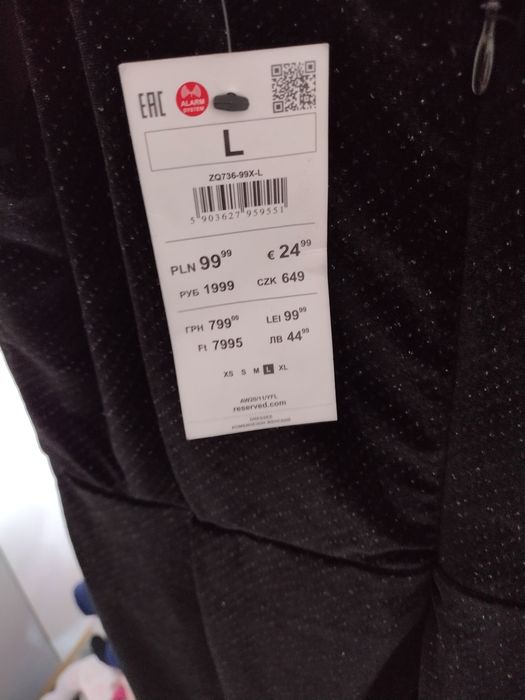 EAC ALARM SYSTEM
L
ZQ736-99X-L
5 903627 959551
PLN 99⁹⁹ € 24⁹⁹
РУБ 1999 CZK 649
ГРН 799⁰⁰ LEI 99⁹⁹
Ft 7995 ЛВ 44⁹⁹
XS S M L XL
AW20/11/YFL
reserved.com
DRESSES